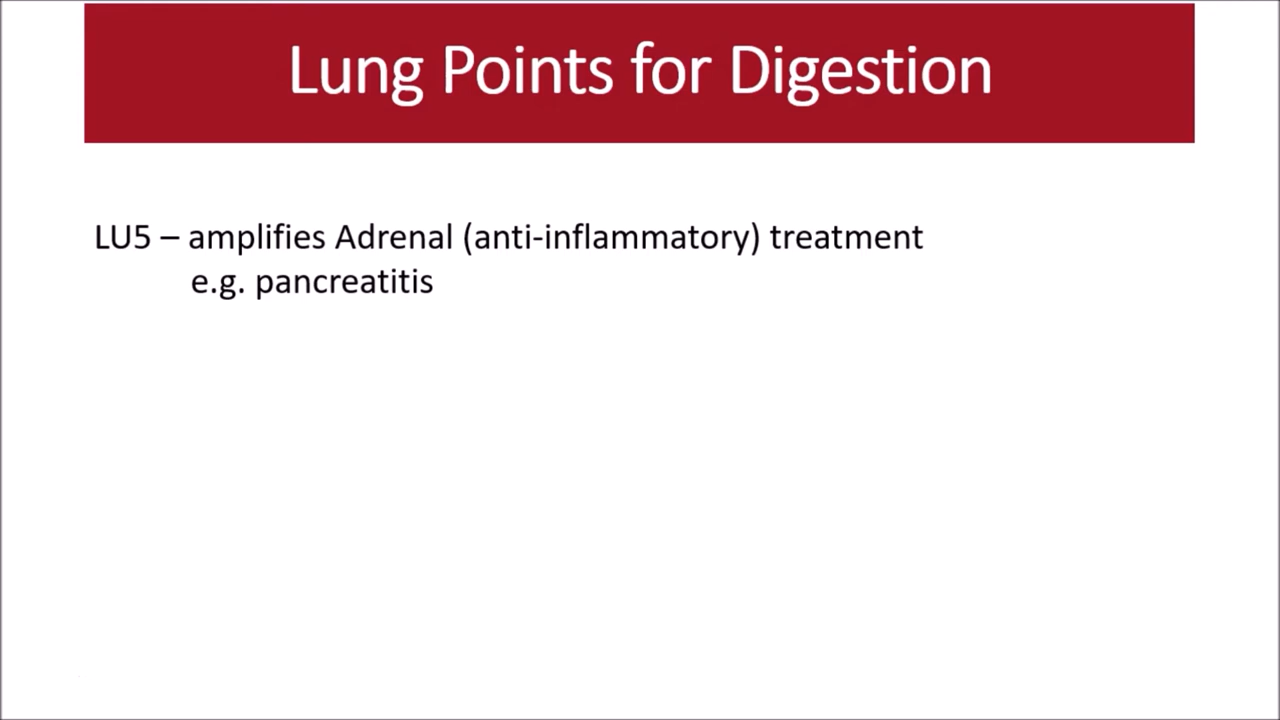 Lung Points for Digestion
LU5 – amplifies Adrenal (anti-inflammatory) treatment
e.g. pancreatitis